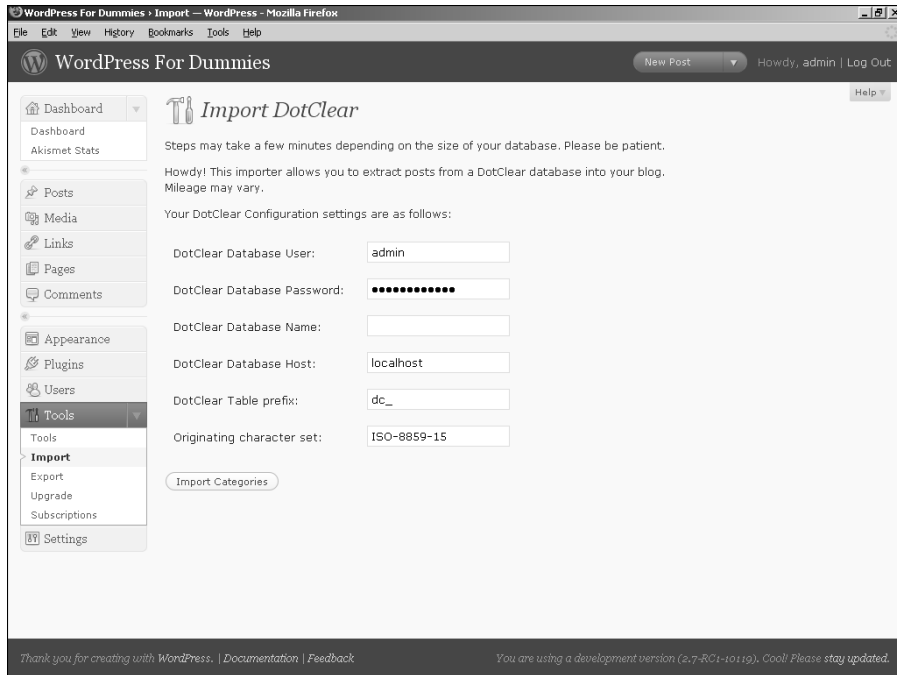 WordPress For Dummies › Import — WordPress - Mozilla Firefox
File Edit View History Bookmarks Tools Help
WordPress For Dummies
New Post
Howdy, admin | Log Out
Help
Dashboard
Dashboard
Akismet Stats
Posts
Media
Links
Pages
Comments
Appearance
Plugins
Users
Tools
Tools
Import
Export
Upgrade
Subscriptions
Settings
Import DotClear
Steps may take a few minutes depending on the size of your database. Please be patient.
Howdy! This importer allows you to extract posts from a DotClear database into your blog.
Mileage may vary.
Your DotClear Configuration settings are as follows:
DotClear Database User: admin
DotClear Database Password: ••••••••••••
DotClear Database Name:
DotClear Database Host: localhost
DotClear Table prefix: dc_
Originating character set: ISO-8859-15
Import Categories
Thank you for creating with WordPress. | Documentation | Feedback
You are using a development version (2.7-RC1-10119). Cool! Please stay updated.